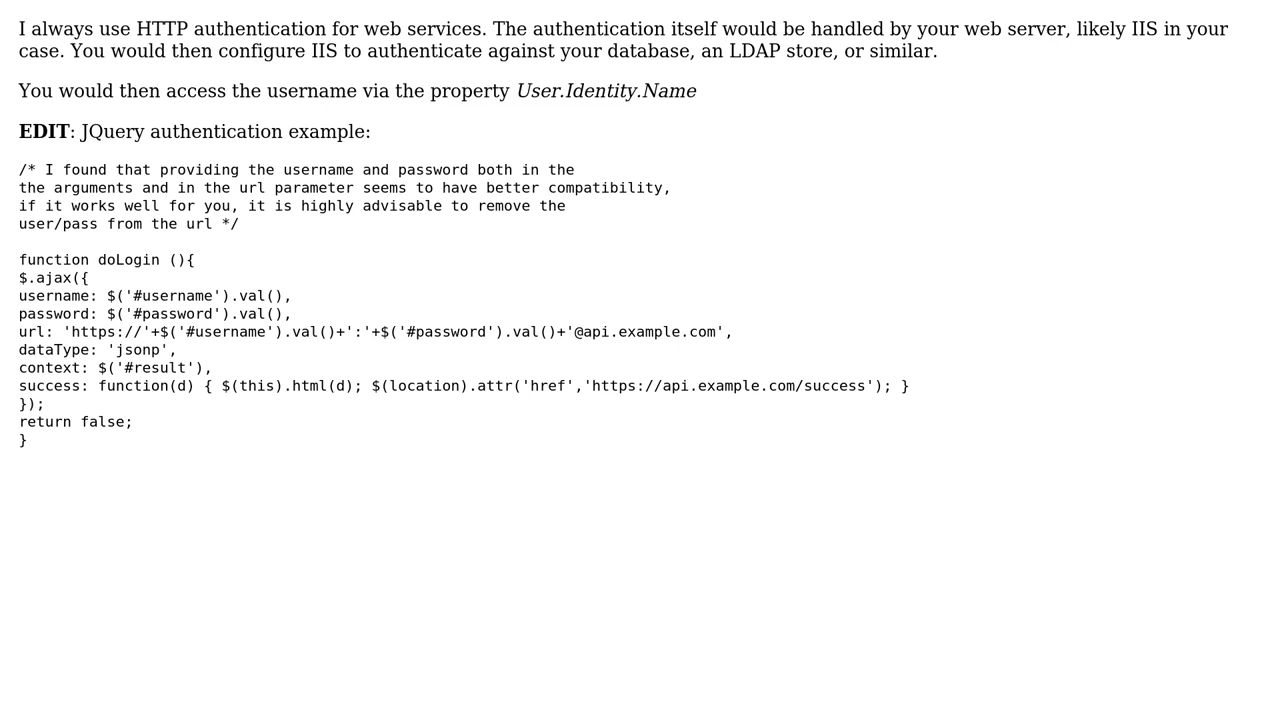 I always use HTTP authentication for web services. The authentication itself would be handled by your web server, likely IIS in your
case. You would then configure IIS to authenticate against your database, an LDAP store, or similar.
You would then access the username via the property User.Identity.Name
EDIT: JQuery authentication example:
/* I found that providing the username and password both in the
the arguments and in the url parameter seems to have better compatibility,
if it works well for you, it is highly advisable to remove the
user/pass from the url */
function doLogin (){
$.ajax({
username: $('#username').val(),
password: $('#password').val(),
url: 'https://'+$('#username').val()+':'+$('#password').val()+'@api.example.com',
dataType: 'jsonp',
context: $('#result'),
success: function(d) { $(this).html(d); $(location).attr('href','https://api.example.com/success'); }
});
return false;
}